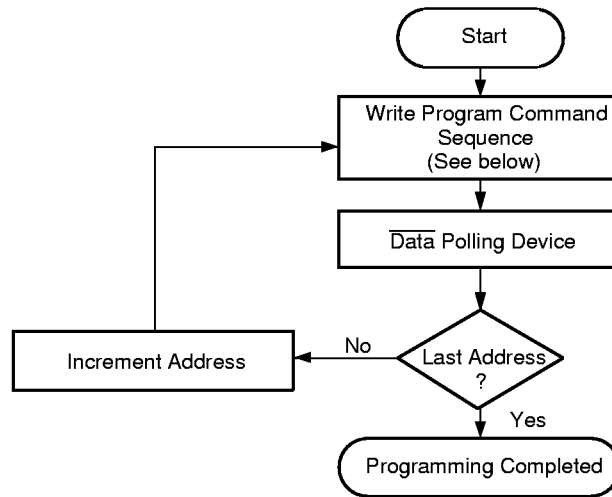 Start
Write Program Command
Sequence
(See below)
Data Polling Device
No
Increment Address
Last Address
?
Yes
Programming Completed